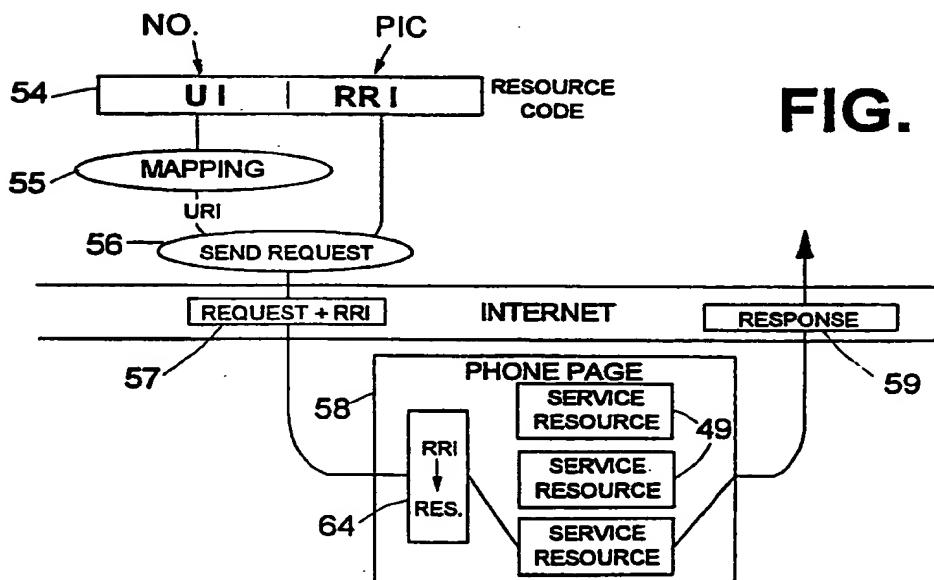 NO.
PIC
54
UI | RRI
RESOURCE CODE
FIG.
55
MAPPING
URI
56
SEND REQUEST
REQUEST + RRI
INTERNET
RESPONSE
57
59
PHONE PAGE
58
SERVICE RESOURCE
49
RRI
RES.
64
SERVICE RESOURCE
SERVICE RESOURCE